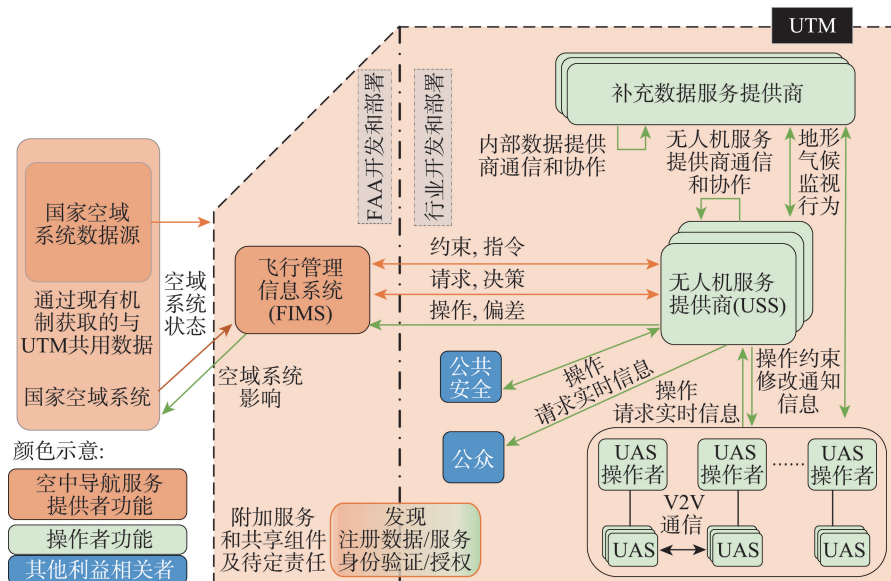 UTM
补充数据服务提供商
内部数据提供
商通信和协作
无人机服务
提供商通信
和协作
地形
气候
监视
行为
FAA开发和部署
行业开发和部署
国家空域
系统数据源
通过现有机
制获取的与
UTM共用数据
国家空域系统
空域
系统
状态
飞行管理
信息系统
(FIMS)
约束, 指令
请求, 决策
操作, 偏差
无人机服务
提供商(USS)
空域系统
影响
公共
安全
公众
操作
请求实时信息
操作
请求实时信息
操作约束
修改通知
信息
UAS
操作者
UAS
操作者
......
UAS
操作者
V2V
通信
UAS
UAS
UAS
颜色示意:
空中导航服务
提供者功能
操作者功能
其他利益相关者
附加服务
和共享组件
及待定责任
发现
注册数据/服务
身份验证/授权